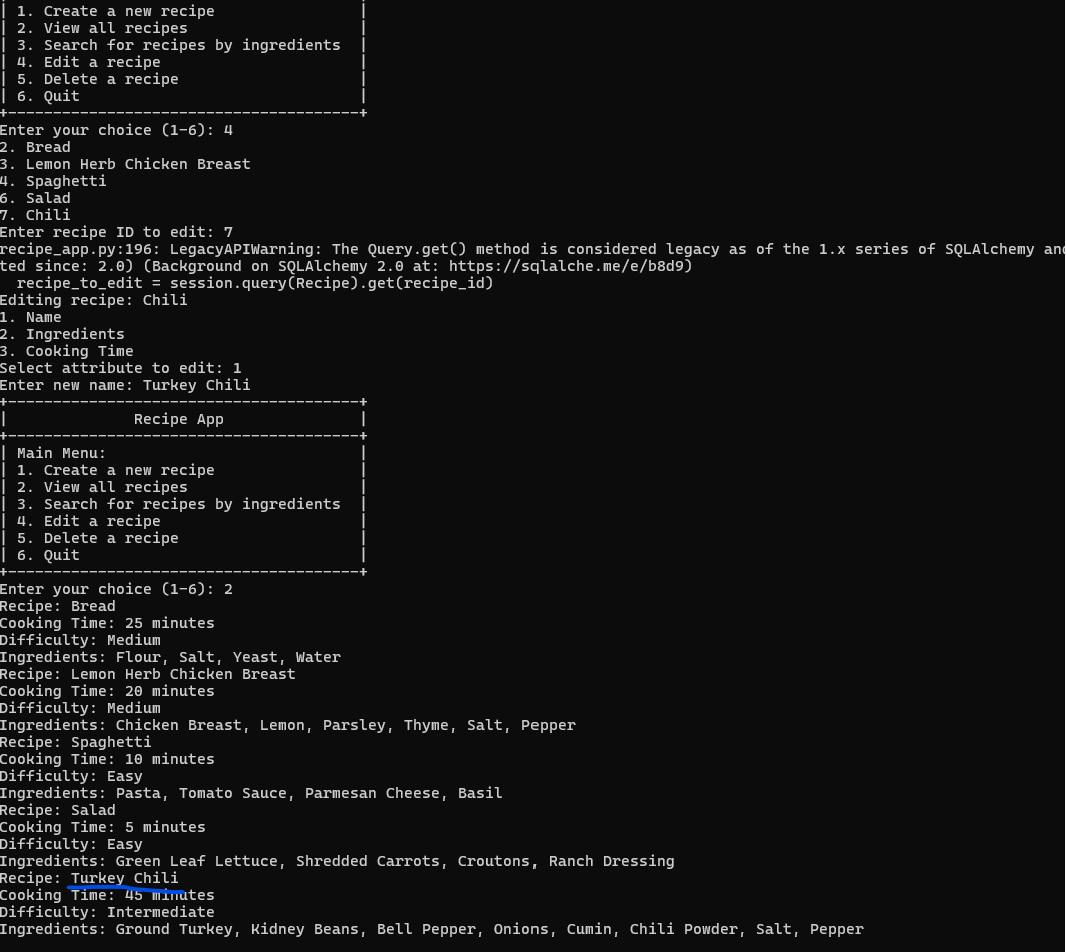 | 1. Create a new recipe                |
| 2. View all recipes                   |
| 3. Search for recipes by ingredients  |
| 4. Edit a recipe                      |
| 5. Delete a recipe                    |
| 6. Quit                               |
+---------------------------------------+
Enter your choice (1-6): 4
2. Bread
3. Lemon Herb Chicken Breast
4. Spaghetti
6. Salad
7. Chili
Enter recipe ID to edit: 7
recipe_app.py:196: LegacyAPIWarning: The Query.get() method is considered legacy as of the 1.x series of SQLAlchemy an
ted since: 2.0) (Background on SQLAlchemy 2.0 at: https://sqlalche.me/e/b8d9)
  recipe_to_edit = session.query(Recipe).get(recipe_id)
Editing recipe: Chili
1. Name
2. Ingredients
3. Cooking Time
Select attribute to edit: 1
Enter new name: Turkey Chili
+---------------------------------------+
|              Recipe App               |
+---------------------------------------+
| Main Menu:                            |
| 1. Create a new recipe                |
| 2. View all recipes                   |
| 3. Search for recipes by ingredients  |
| 4. Edit a recipe                      |
| 5. Delete a recipe                    |
| 6. Quit                               |
+---------------------------------------+
Enter your choice (1-6): 2
Recipe: Bread
Cooking Time: 25 minutes
Difficulty: Medium
Ingredients: Flour, Salt, Yeast, Water
Recipe: Lemon Herb Chicken Breast
Cooking Time: 20 minutes
Difficulty: Medium
Ingredients: Chicken Breast, Lemon, Parsley, Thyme, Salt, Pepper
Recipe: Spaghetti
Cooking Time: 10 minutes
Difficulty: Easy
Ingredients: Pasta, Tomato Sauce, Parmesan Cheese, Basil
Recipe: Salad
Cooking Time: 5 minutes
Difficulty: Easy
Ingredients: Green Leaf Lettuce, Shredded Carrots, Croutons, Ranch Dressing
Recipe: Turkey Chili
Cooking Time: 45 minutes
Difficulty: Intermediate
Ingredients: Ground Turkey, Kidney Beans, Bell Pepper, Onions, Cumin, Chili Powder, Salt, Pepper